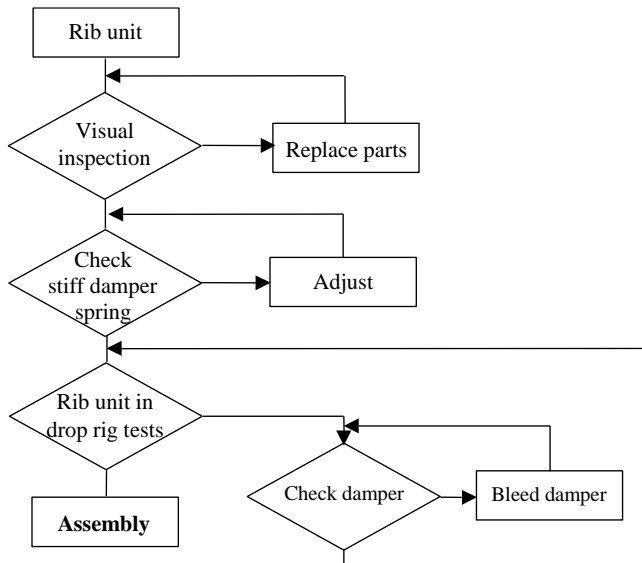 Rib unit
Visual
inspection
Replace parts
Check
stiff damper
spring
Adjust
Rib unit in
drop rig tests
Check damper
Bleed damper
Assembly